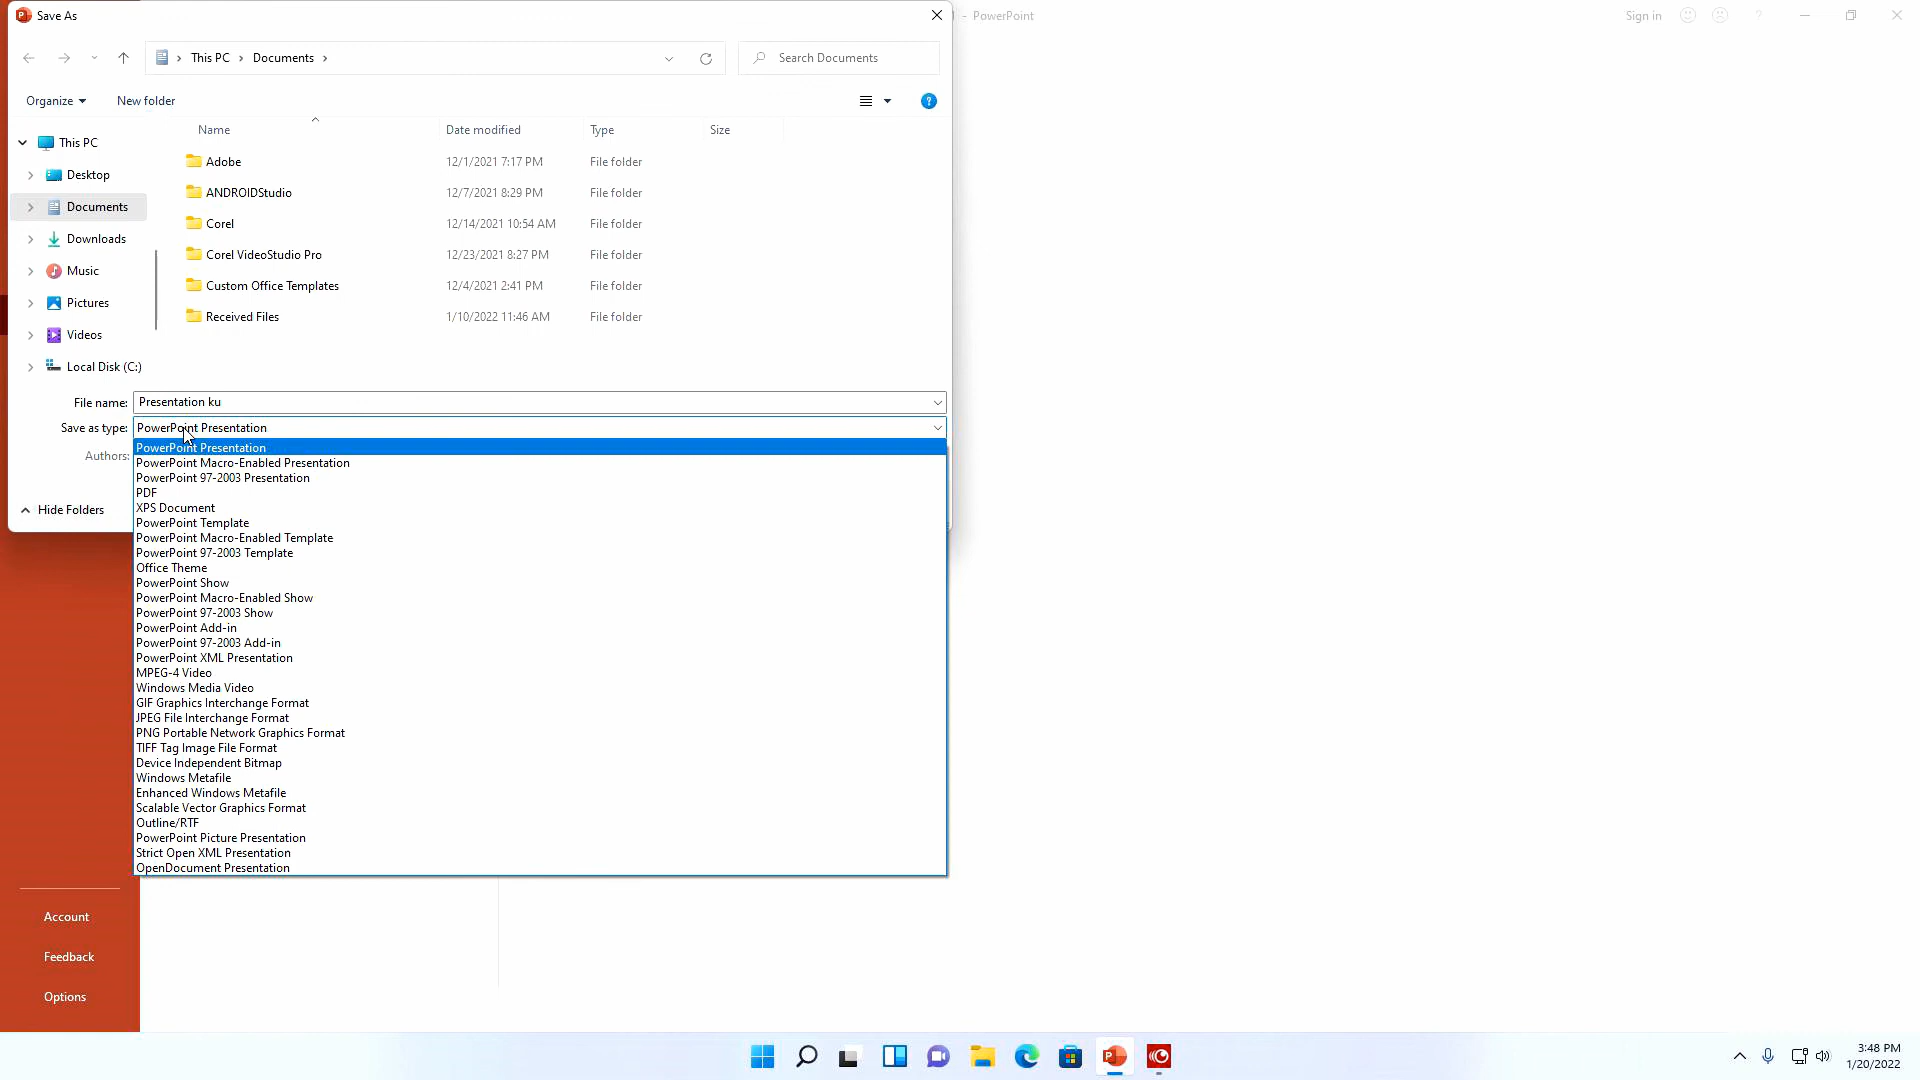 Save As
- PowerPoint
Sign in
This PC > Documents >
Search Documents
Organize
New folder
Name
Date modified
Type
Size
This PC
Desktop
Documents
Downloads
Music
Pictures
Videos
Local Disk (C:)
Adobe 12/1/2021 7:17 PM File folder
ANDROIDStudio 12/7/2021 8:29 PM File folder
Corel 12/14/2021 10:54 AM File folder
Corel VideoStudio Pro 12/23/2021 8:27 PM File folder
Custom Office Templates 12/4/2021 2:41 PM File folder
Received Files 1/10/2022 11:46 AM File folder
File name: Presentation ku
Save as type: PowerPoint Presentation
Authors:
Hide Folders
PowerPoint Presentation
PowerPoint Macro-Enabled Presentation
PowerPoint 97-2003 Presentation
PDF
XPS Document
PowerPoint Template
PowerPoint Macro-Enabled Template
PowerPoint 97-2003 Template
Office Theme
PowerPoint Show
PowerPoint Macro-Enabled Show
PowerPoint 97-2003 Show
PowerPoint Add-in
PowerPoint 97-2003 Add-in
PowerPoint XML Presentation
MPEG-4 Video
Windows Media Video
GIF Graphics Interchange Format
JPEG File Interchange Format
PNG Portable Network Graphics Format
TIFF Tag Image File Format
Device Independent Bitmap
Windows Metafile
Enhanced Windows Metafile
Scalable Vector Graphics Format
Outline/RTF
PowerPoint Picture Presentation
Strict Open XML Presentation
OpenDocument Presentation
Account
Feedback
Options
3:48 PM
1/20/2022